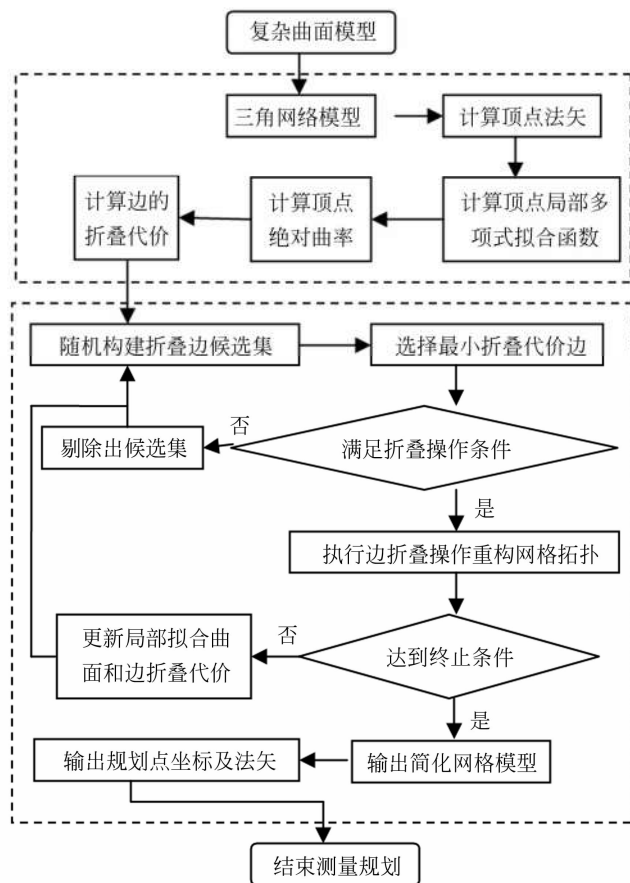 复杂曲面模型
三角网络模型
计算顶点法矢
计算顶点局部多
项式拟合函数
计算顶点
绝对曲率
计算边的
折叠代价
随机构建折叠边候选集
选择最小折叠代价边
满足折叠操作条件
否
剔除出候选集
是
执行边折叠操作重构网格拓扑
达到终止条件
否
更新局部拟合曲
面和边折叠代价
是
输出简化网格模型
输出规划点坐标及法矢
结束测量规划